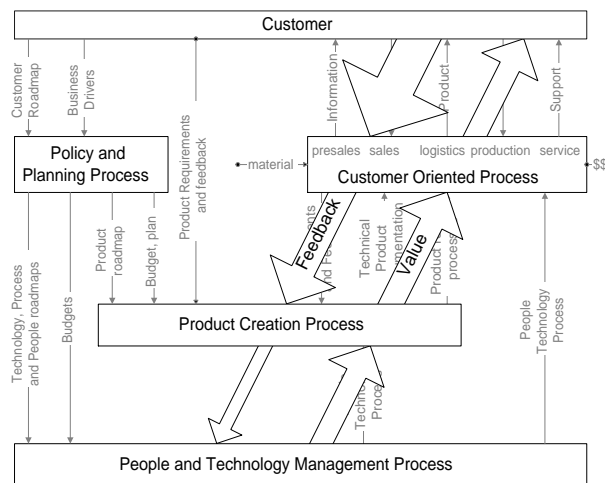 Customer
Customer
Roadmap
Business
Drivers
Product Requirements
and feedback
Information
Product
Support
Policy and
Planning Process
material
presales sales logistics production service
Customer Oriented Process
$$
Technology, Process
and People roadmaps
Budgets
Product
roadmap
Budget, plan
Feedback
Technical
Product
Value
process
People
Technology
Process
Product Creation Process
Process
People and Technology Management Process